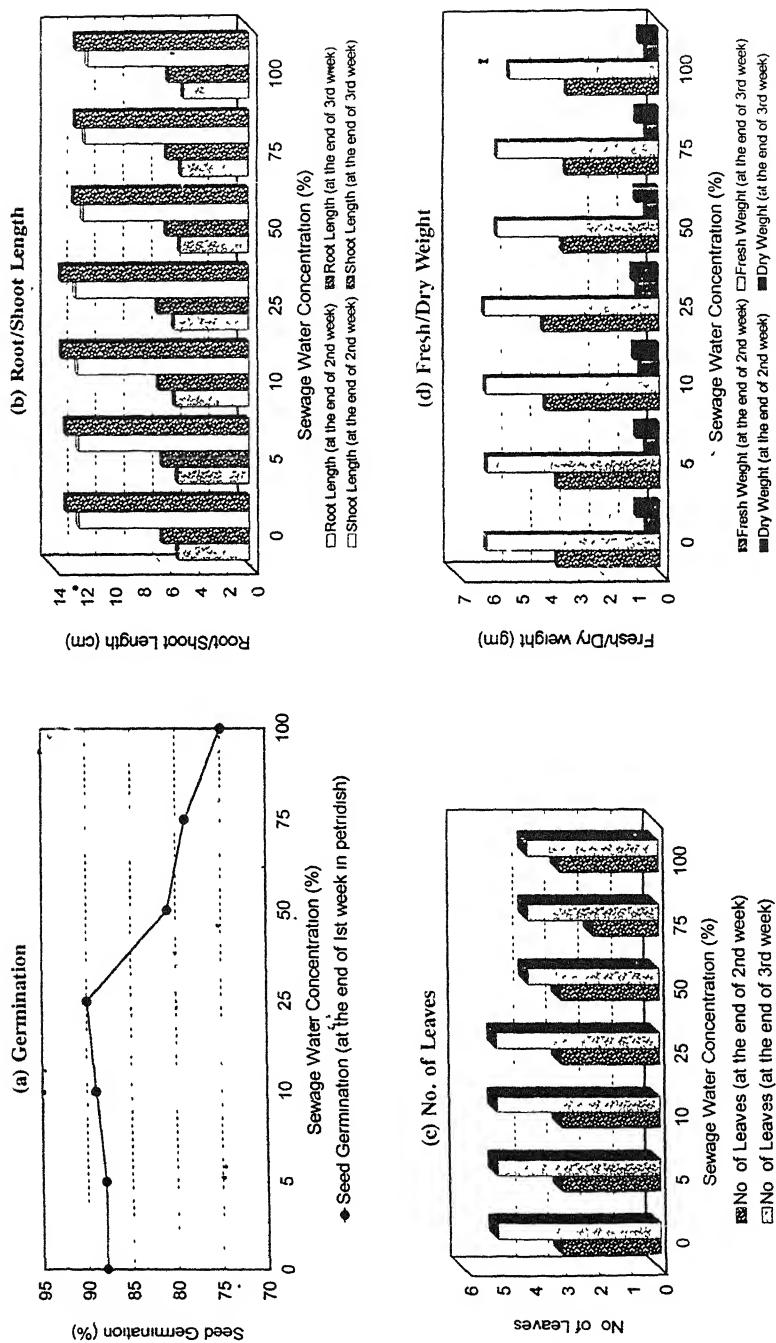 (a) Germination
95
90
85
80
75
70
Seed Germination (%)
0 5 10 25 50 75 100
Sewage Water Concentration (%)
Seed Germination (at the end of Ist week in petridish)
(b) Root/Shoot Length
14
12
10
8
6
4
2
0
Root/Shoot Length (cm)
0 5 10 25 50 75 100
Sewage Water Concentration (%)
Root Length (at the end of 2nd week) Root Length (at the end of 3rd week)
Shoot Length (at the end of 2nd week) Shoot Length (at the end of 3rd week)
(c) No. of Leaves
6
5
4
3
2
1
0
No of Leaves
0 5 10 25 50 75 100
Sewage Water Concentration (%)
No of Leaves (at the end of 2nd week)
No of Leaves (at the end of 3rd week)
(d) Fresh/Dry Weight
7
6
5
4
3
2
1
0
Fresh/Dry weight (gm)
0 5 10 25 50 75 100
Sewage Water Concentration (%)
Fresh Weight (at the end of 2nd week) Fresh Weight (at the end of 3rd week)
Dry Weight (at the end of 2nd week) Dry Weight (at the end of 3rd week)